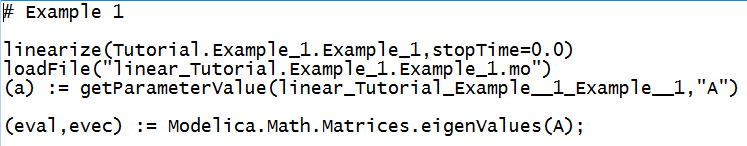 # Example 1
linearize(Tutorial.Example_1.Example_1,stopTime=0.0)
loadFile("linear_Tutorial.Example_1.Example_1.mo")
(a) := getParameterValue(linear_Tutorial_Example__1_Example__1,"A")
(eval,evec) := Modelica.Math.Matrices.eigenValues(A);